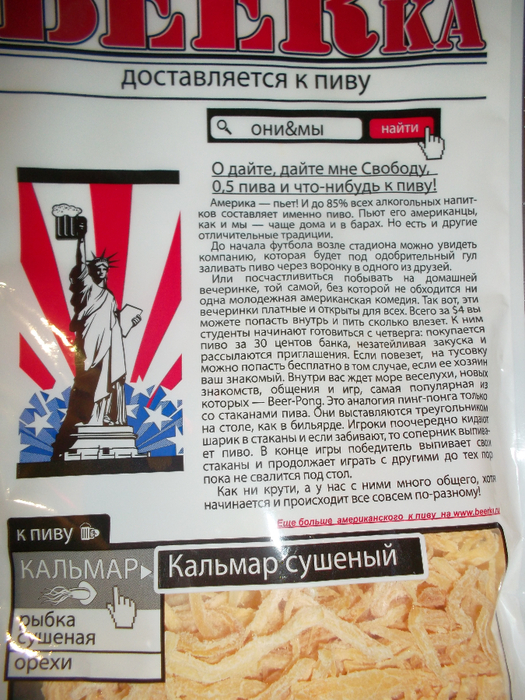 BEERKA
доставляется к пиву
они&мы
найти
О дайте, дайте мне Свободу,
0,5 пива и что-нибудь к пиву!
Америка — пьет! И до 85% всех алкогольных напит-
ков составляет именно пиво. Пьют его американцы,
как и мы — чаще дома и в барах. Но есть и другие
отличительные традиции.
До начала футбола возле стадиона можно увидеть
компанию, которая будет под одобрительный гул
заливать пиво через воронку в одного из друзей.
Или посчастливиться побывать на домашней
вечеринке, той самой, без которой не обходится ни
одна молодежная американская комедия. Так вот, эти
вечеринки платные и открыты для всех. Всего за $4 вы
можете попасть внутрь и пить сколько влезет. К ним
студенты начинают готовиться с четверга: покупается
пиво за 30 центов банка, незатейливая закуска и
рассылаются приглашения. Если повезет, на тусовку
можно попасть бесплатно в том случае, если ее хозяин
ваш знакомый. Внутри вас ждет море веселухи, новых
знакомств, общения и игр, самая популярная из
которых — Beer-Pong. Это аналогия пинг-понга только
со стаканами пива. Они выставляются треугольником
на столе, как в бильярде. Игроки поочередно кидают
шарик в стаканы и если забивают, то соперник выпива-
ет пиво. В конце игры победитель выпивает свои
стаканы и продолжает играть с другими до тех пор
пока не свалится под стол.
Как ни крути, а у нас с ними много общего, хотя
начинается и происходит все совсем по-разному!
Еще больше американского к пиву на www.beerka.ru
к пиву
КАЛЬМАР
Кальмар сушеный
рыбка
сушеная
орехи